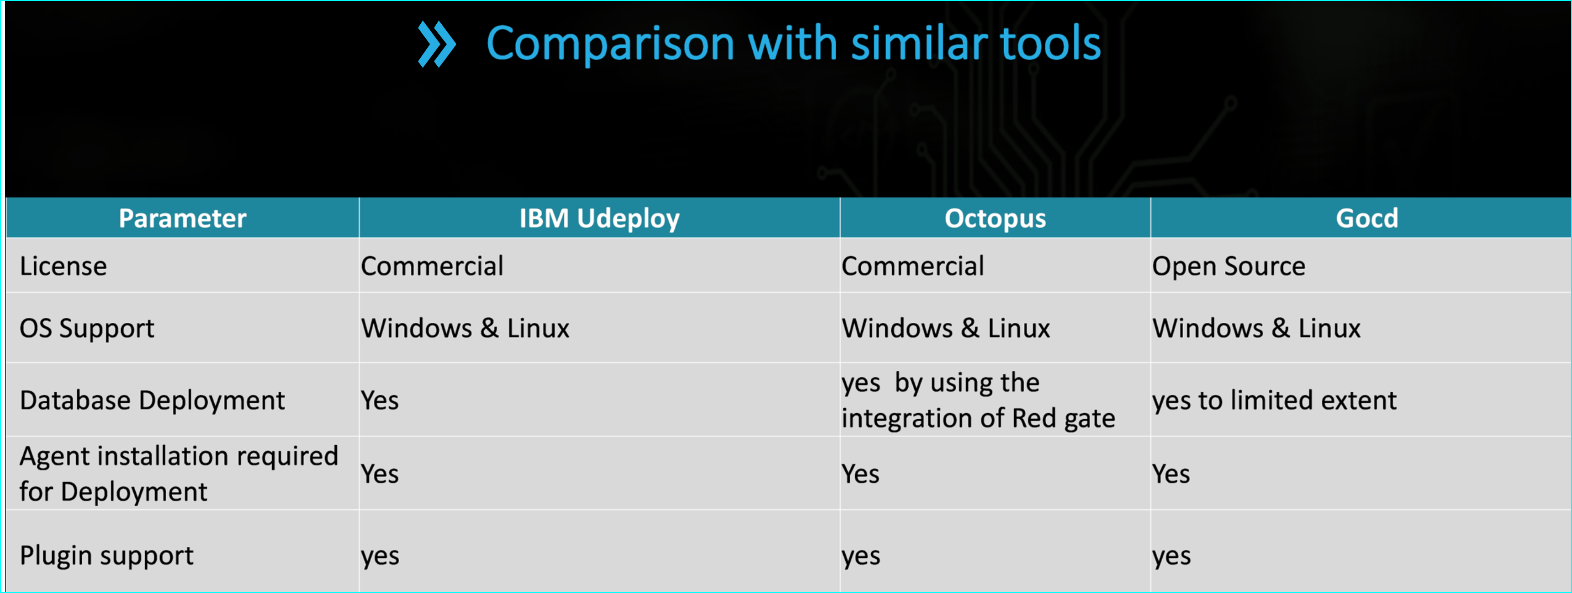 Comparison with similar tools
Parameter IBM Udeploy Octopus Gocd
License Commercial Commercial Open Source
OS Support Windows & Linux Windows & Linux Windows & Linux
Database Deployment Yes yes  by using the integration of Red gate yes to limited extent
Agent installation required for Deployment Yes Yes Yes
Plugin support yes yes yes